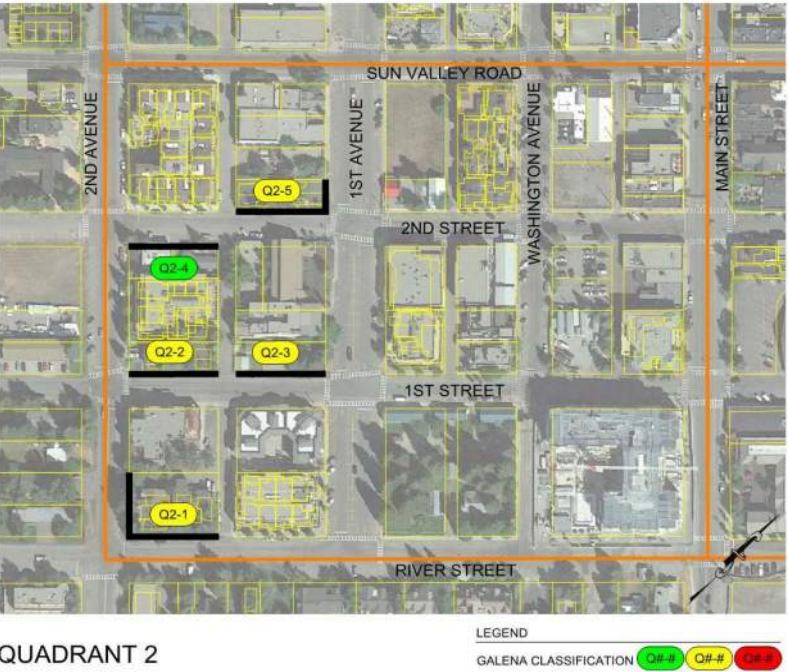 SUN VALLEY ROAD
2ND AVENUE
1ST AVENUE
WASHINGTON AVENUE
MAIN STREET
Q2-5
2ND STREET
Q2-4
Q2-2
Q2-3
1ST STREET
Q2-1
RIVER STREET
QUADRANT 2
LEGEND
GALENA CLASSIFICATION Q#-# Q#-# Q#-#